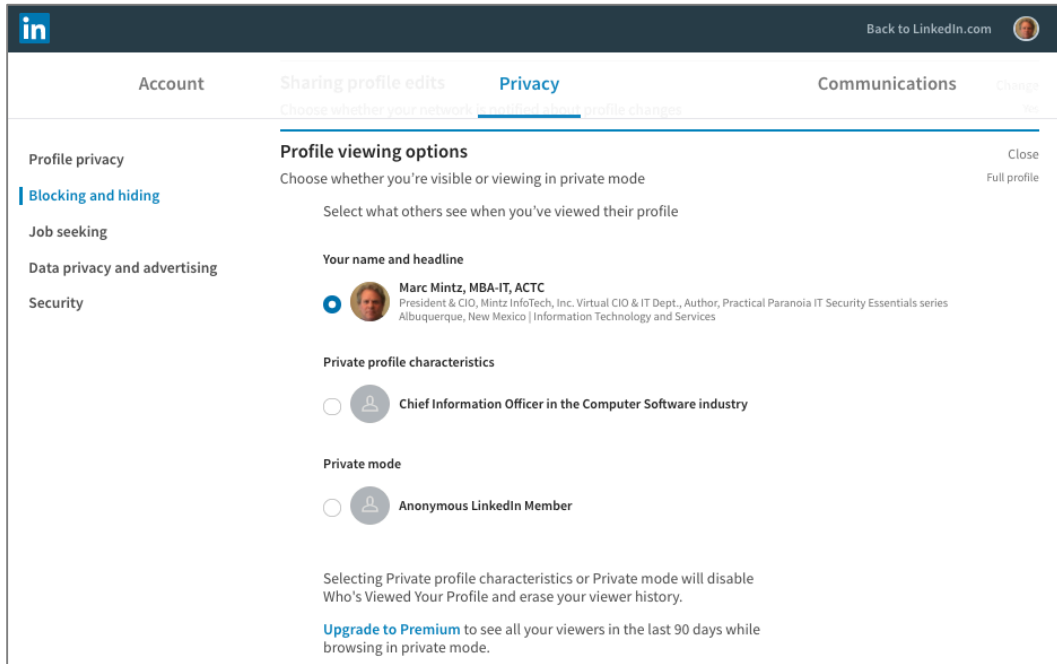 in
Back to LinkedIn.com
Account
Privacy
Communications
Sharing profile edits
Change
Choose whether your network is notified about profile changes
Yes
Profile privacy
Blocking and hiding
Job seeking
Data privacy and advertising
Security
Profile viewing options
Close
Choose whether you're visible or viewing in private mode
Full profile
Select what others see when you've viewed their profile
Your name and headline
Marc Mintz, MBA-IT, ACTC
President & CIO, Mintz InfoTech, Inc. Virtual CIO & IT Dept., Author, Practical Paranoia IT Security Essentials series
Albuquerque, New Mexico | Information Technology and Services
Private profile characteristics
Chief Information Officer in the Computer Software industry
Private mode
Anonymous LinkedIn Member
Selecting Private profile characteristics or Private mode will disable
Who's Viewed Your Profile and erase your viewer history.
Upgrade to Premium to see all your viewers in the last 90 days while
browsing in private mode.